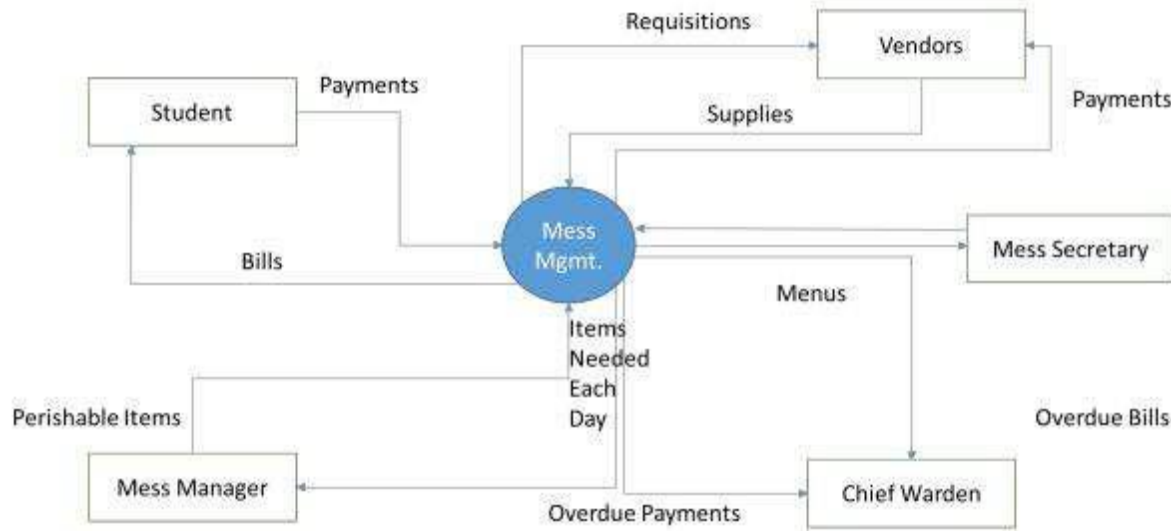 Requisitions
Vendors
Payments
Student
Supplies
Payments
Mess
Mgmt.
Mess Secretary
Bills
Menus
Items
Needed
Each
Day
Perishable Items
Overdue Bills
Mess Manager
Chief Warden
Overdue Payments